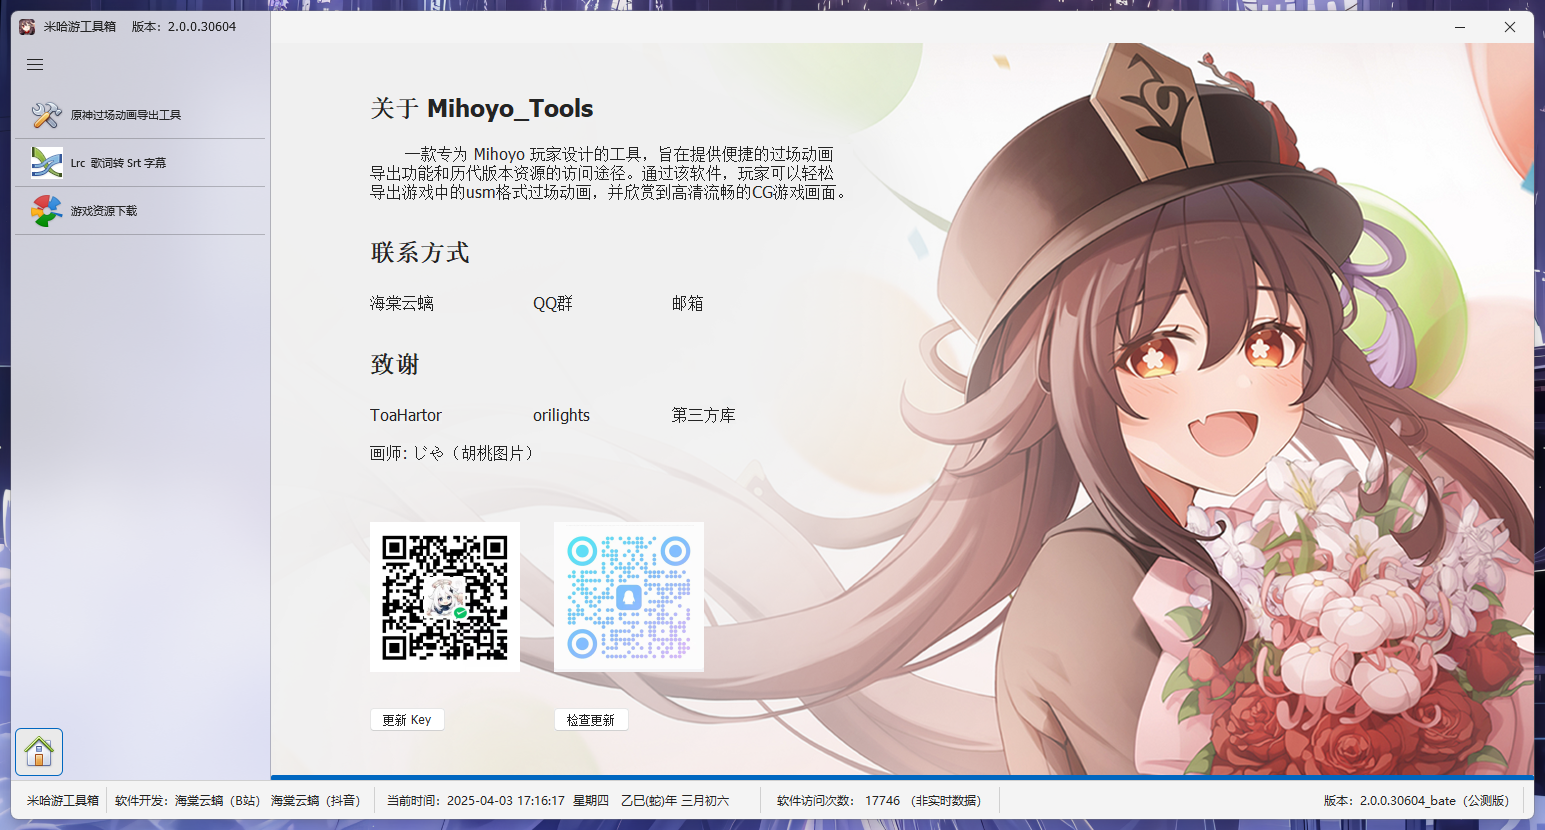 米哈游工具箱 版本：2.0.0.30604
原神过场动画导出工具
Lrc 歌词转 Srt 字幕
游戏资源下载
关于 Mihoyo_Tools
一款专为 Mihoyo 玩家设计的工具，旨在提供便捷的过场动画
导出功能和历代版本资源的访问途径。通过该软件，玩家可以轻松
导出游戏中的usm格式过场动画，并欣赏到高清流畅的CG游戏画面。
联系方式
海棠云螭 QQ群 邮箱
致谢
ToaHartor orilights 第三方库
画师: じゃ（胡桃图片）
更新 Key 检查更新
米哈游工具箱 软件开发：海棠云螭（B站） 海棠云螭（抖音） 当前时间：2025-04-03 17:16:17 星期四 乙巳(蛇)年 三月初六 软件访问次数： 17746 （非实时数据） 版本：2.0.0.30604_bate（公测版）